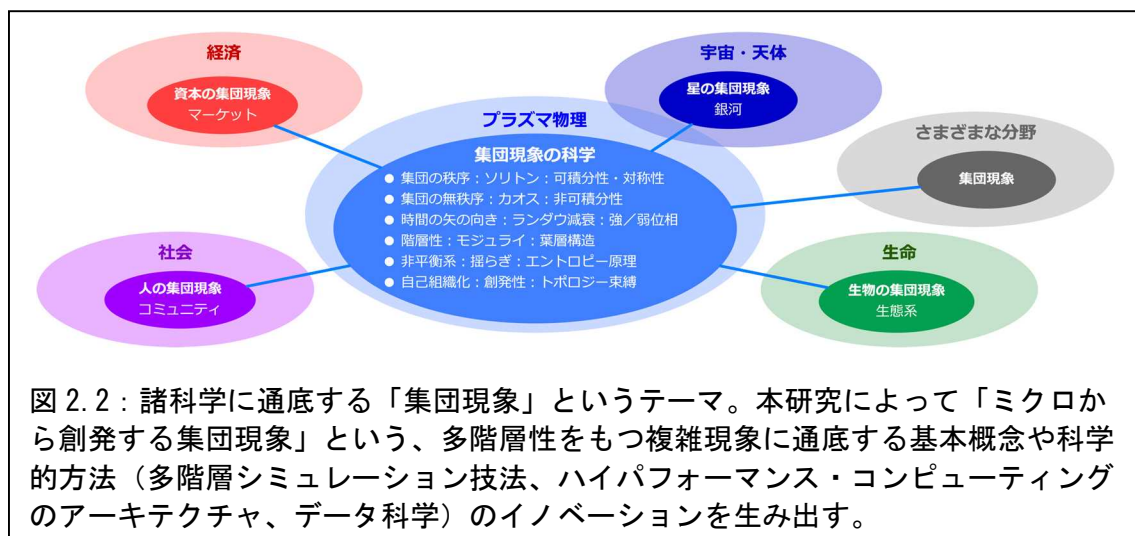 経済
資本の集団現象
マーケット
宇宙・天体
星の集団現象
銀河
プラズマ物理
集団現象の科学
● 集団の秩序：ソリトン：可積分性・対称性
● 集団の無秩序：カオス：非可積分性
● 時間の矢の向き：ランダウ減衰：強／弱位相
● 階層性：モジュライ：葉層構造
● 非平衡系：揺らぎ：エントロピー原理
● 自己組織化：創発性：トポロジー束縛
さまざまな分野
集団現象
社会
人の集団現象
コミュニティ
生命
生物の集団現象
生態系
図 2.2：諸科学に通底する「集団現象」というテーマ。本研究によって「ミクロか
ら創発する集団現象」という、多階層性をもつ複雑現象に通底する基本概念や科学
的方法（多階層シミュレーション技法、ハイパフォーマンス・コンピューティング
のアーキテクチャ、データ科学）のイノベーションを生み出す。